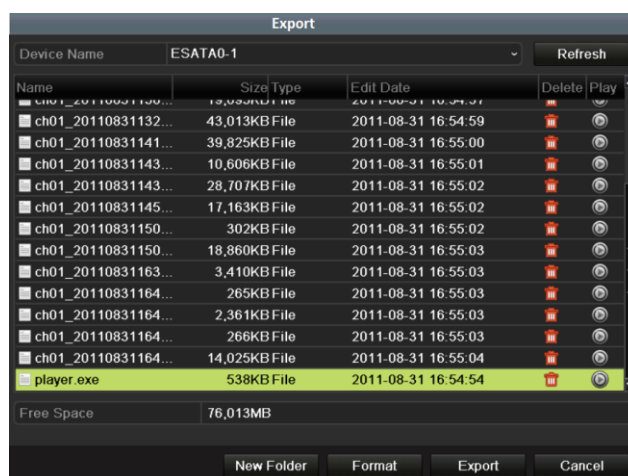 Export
Device Name ESATA0-1 Refresh
Name Size Type Edit Date Delete Play
ch01_20110831132... 43,013KB File 2011-08-31 16:54:59
ch01_20110831141... 39,825KB File 2011-08-31 16:55:00
ch01_20110831143... 10,606KB File 2011-08-31 16:55:01
ch01_20110831143... 28,707KB File 2011-08-31 16:55:02
ch01_20110831145... 17,163KB File 2011-08-31 16:55:02
ch01_20110831150... 302KB File 2011-08-31 16:55:02
ch01_20110831150... 18,860KB File 2011-08-31 16:55:03
ch01_20110831163... 3,410KB File 2011-08-31 16:55:03
ch01_20110831164... 265KB File 2011-08-31 16:55:03
ch01_20110831164... 2,361KB File 2011-08-31 16:55:03
ch01_20110831164... 266KB File 2011-08-31 16:55:03
ch01_20110831164... 14,025KB File 2011-08-31 16:55:04
player.exe 538KB File 2011-08-31 16:54:54
Free Space 76,013MB
New Folder Format Export Cancel